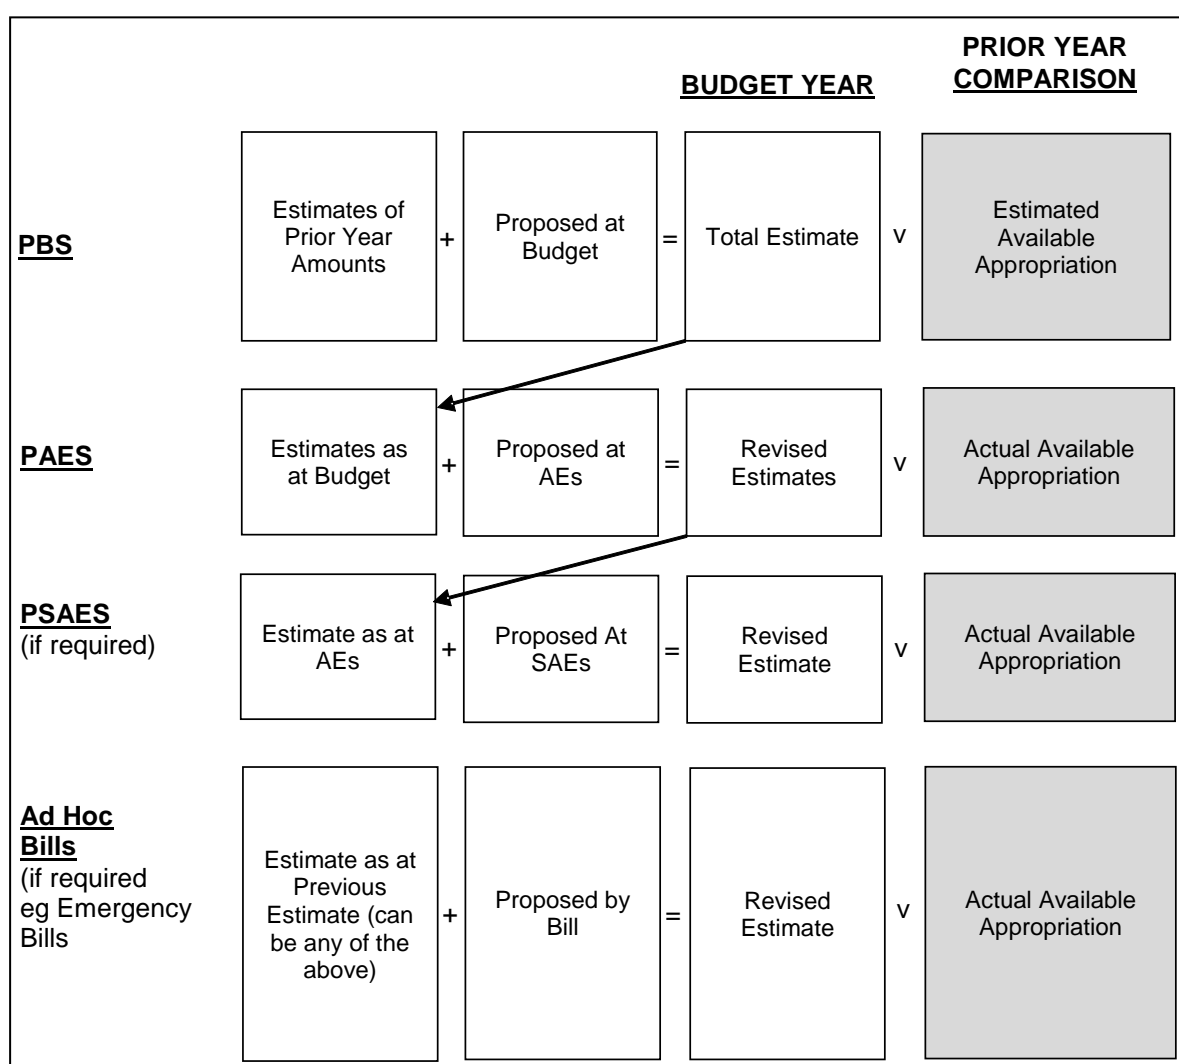 BUDGET YEAR
PRIOR YEAR
COMPARISON
PBS
Estimates of
Prior Year
Amounts
+
Proposed at
Budget
=
Total Estimate
v
Estimated
Available
Appropriation
PAES
Estimates as
at Budget
+
Proposed at
AEs
=
Revised
Estimates
v
Actual Available
Appropriation
PSAES
(if required)
Estimate as at
AEs
+
Proposed At
SAEs
=
Revised
Estimate
v
Actual Available
Appropriation
Ad Hoc
Bills
(if required
eg Emergency
Bills
Estimate as at
Previous
Estimate (can
be any of the
above)
+
Proposed by
Bill
=
Revised
Estimate
v
Actual Available
Appropriation